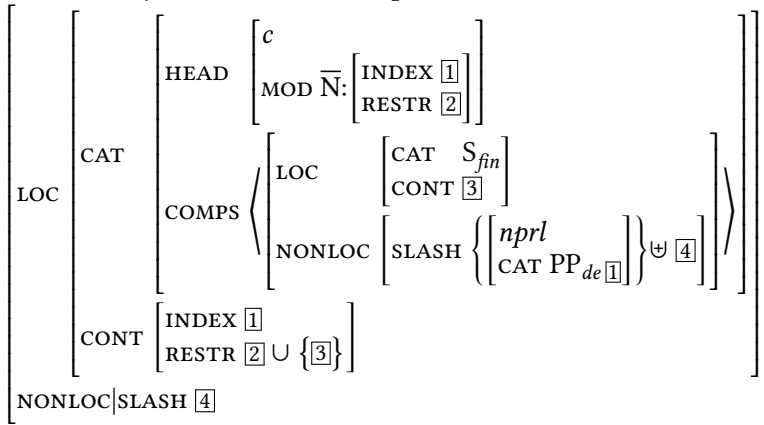 c
HEAD
MOD N̅: INDEX 1
RESTR 2
CAT
LOC CAT S_fin
CONT 3
LOC
COMPS
NONLOC SLASH { nprl
CAT PP_de 1 } ⊎ 4
CONT INDEX 1
RESTR 2 ∪ {3}
NONLOC|SLASH 4